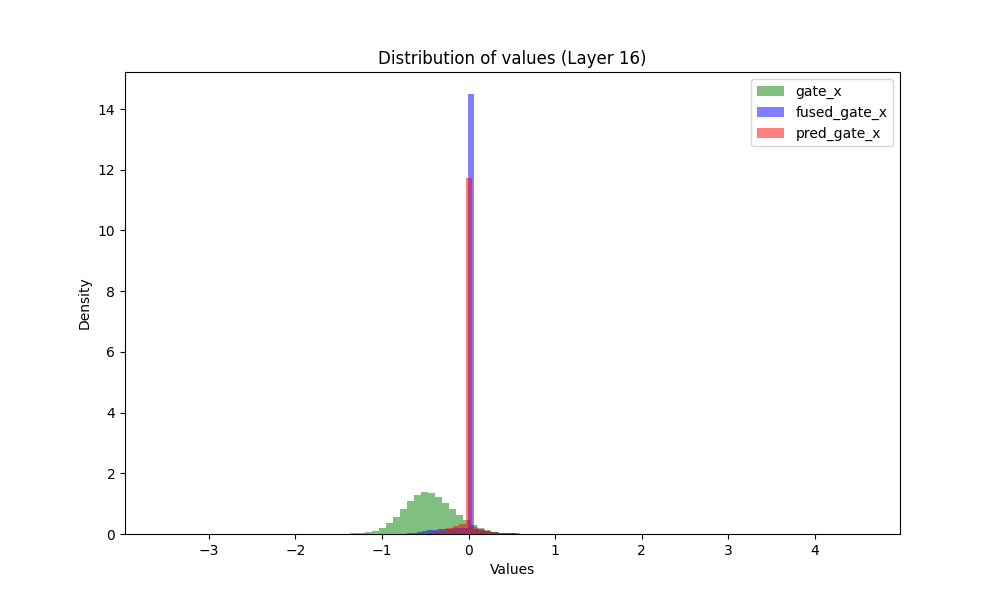 Distribution of values (Layer 16)
gate_x
fused_gate_x
pred_gate_x
14
12
10
8
6
4
2
0
Density
−3
−2
−1
0
1
2
3
4
Values